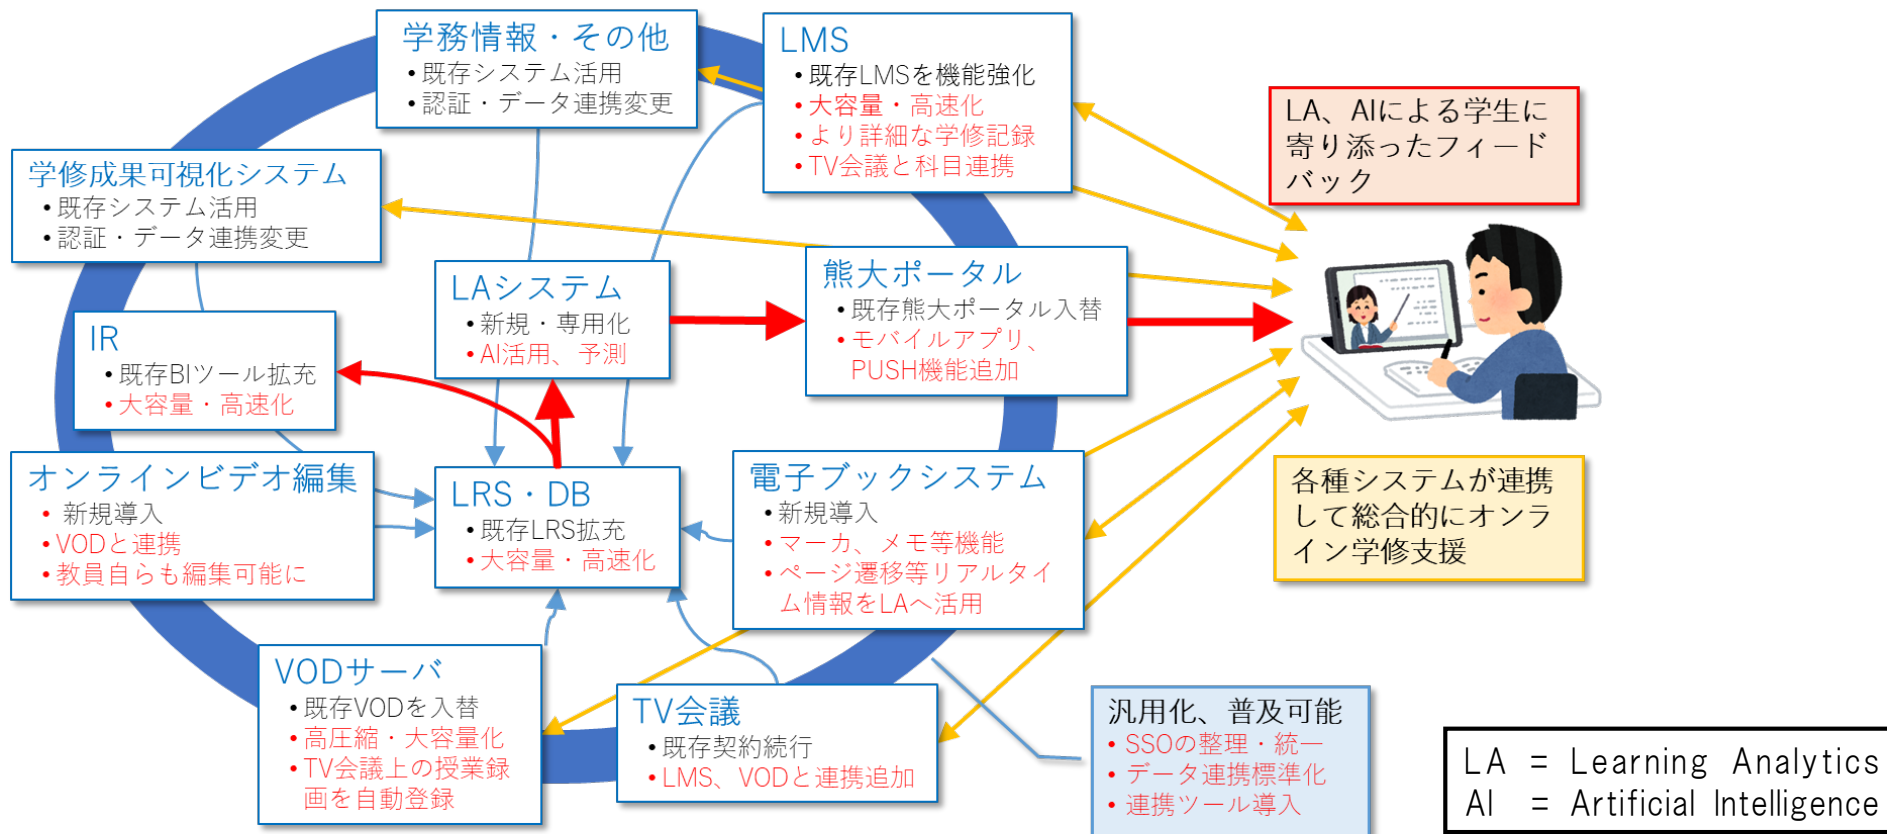 学務情報・その他
• 既存システム活用
• 認証・データ連携変更
LMS
• 既存LMSを機能強化
• 大容量・高速化
• より詳細な学修記録
• TV会議と科目連携
LA、AIによる学生に
寄り添ったフィード
バック
学修成果可視化システム
• 既存システム活用
• 認証・データ連携変更
LAシステム
• 新規・専用化
• AI活用、予測
熊大ポータル
• 既存熊大ポータル入替
• モバイルアプリ、
PUSH機能追加
IR
• 既存BIツール拡充
• 大容量・高速化
オンラインビデオ編集
• 新規導入
• VODと連携
• 教員自らも編集可能に
LRS・DB
• 既存LRS拡充
• 大容量・高速化
電子ブックシステム
• 新規導入
• マーカ、メモ等機能
• ページ遷移等リアルタイ
ム情報をLAへ活用
各種システムが連携
して総合的にオンラ
イン学修支援
VODサーバ
• 既存VODを入替
• 高圧縮・大容量化
• TV会議上の授業録
画を自動登録
TV会議
• 既存契約続行
• LMS、VODと連携追加
汎用化、普及可能
• SSOの整理・統一
• データ連携標準化
• 連携ツール導入
LA = Learning Analytics
AI = Artificial Intelligence